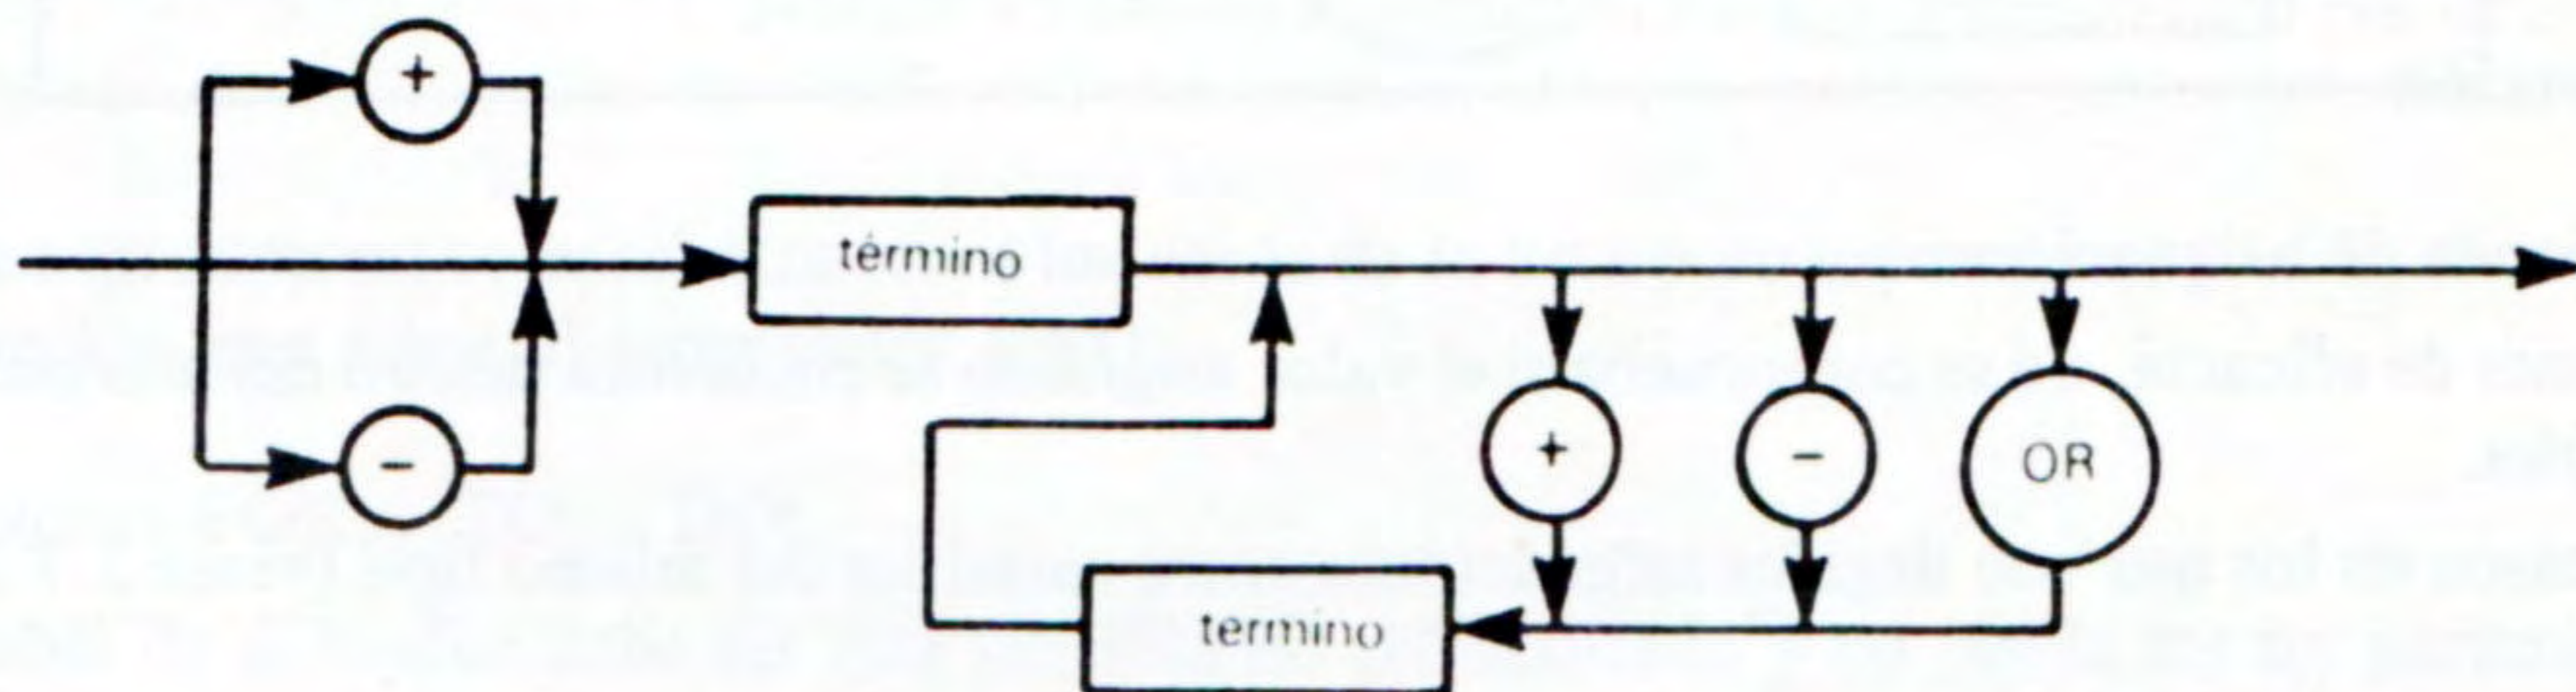 +
término
+
−
OR
−
termino